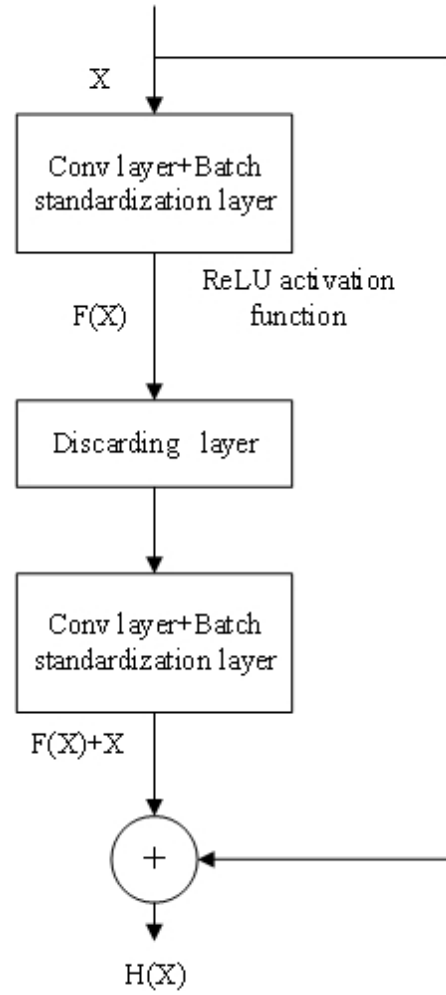 X
Conv layer+Batch
standardization layer
ReLU activation
function
F(X)
Discarding layer
Conv layer+Batch
standardization layer
F(X)+X
+
H(X)